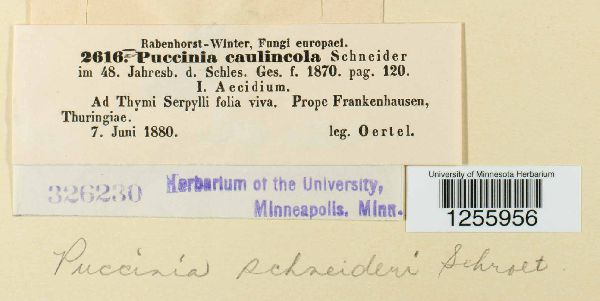 Rabenhorst-Winter, Fungi europaei.
2616. Puccinia caulincola Schneider
im 48. Jahresb. d. Schles. Ges. f. 1870. pag. 120.
I. Aecidium.
Ad Thymi Serpylli folia viva. Prope Frankenhausen,
Thuringiae.
7. Juni 1880. leg. Oertel.
326230 Herbarium of the University,
Minneapolis, Minn.
University of Minnesota Herbarium
1255956
Puccinia schneideri Schroet.